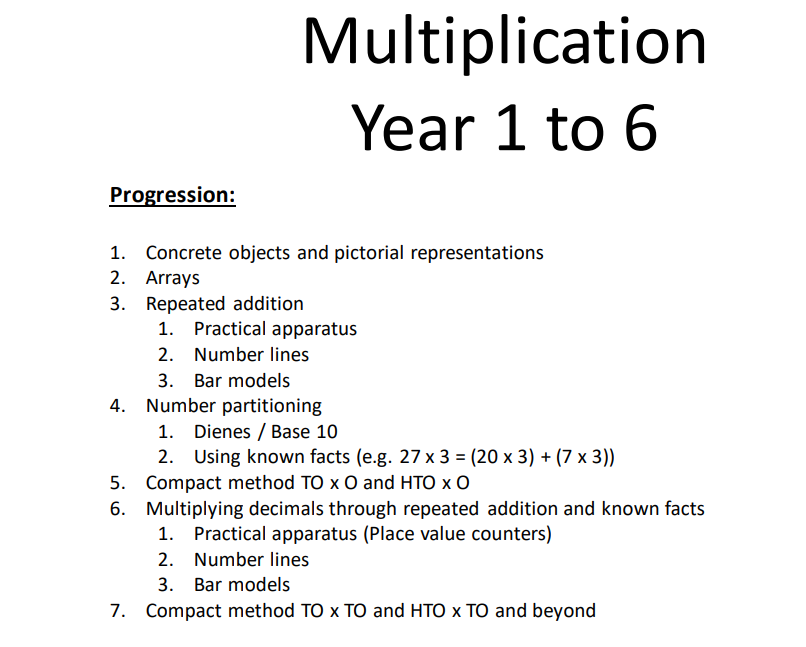 Multiplication
Year 1 to 6
Progression:
1. Concrete objects and pictorial representations
2. Arrays
3. Repeated addition
1. Practical apparatus
2. Number lines
3. Bar models
4. Number partitioning
1. Dienes / Base 10
2. Using known facts (e.g. 27 x 3 = (20 x 3) + (7 x 3))
5. Compact method TO x O and HTO x O
6. Multiplying decimals through repeated addition and known facts
1. Practical apparatus (Place value counters)
2. Number lines
3. Bar models
7. Compact method TO x TO and HTO x TO and beyond